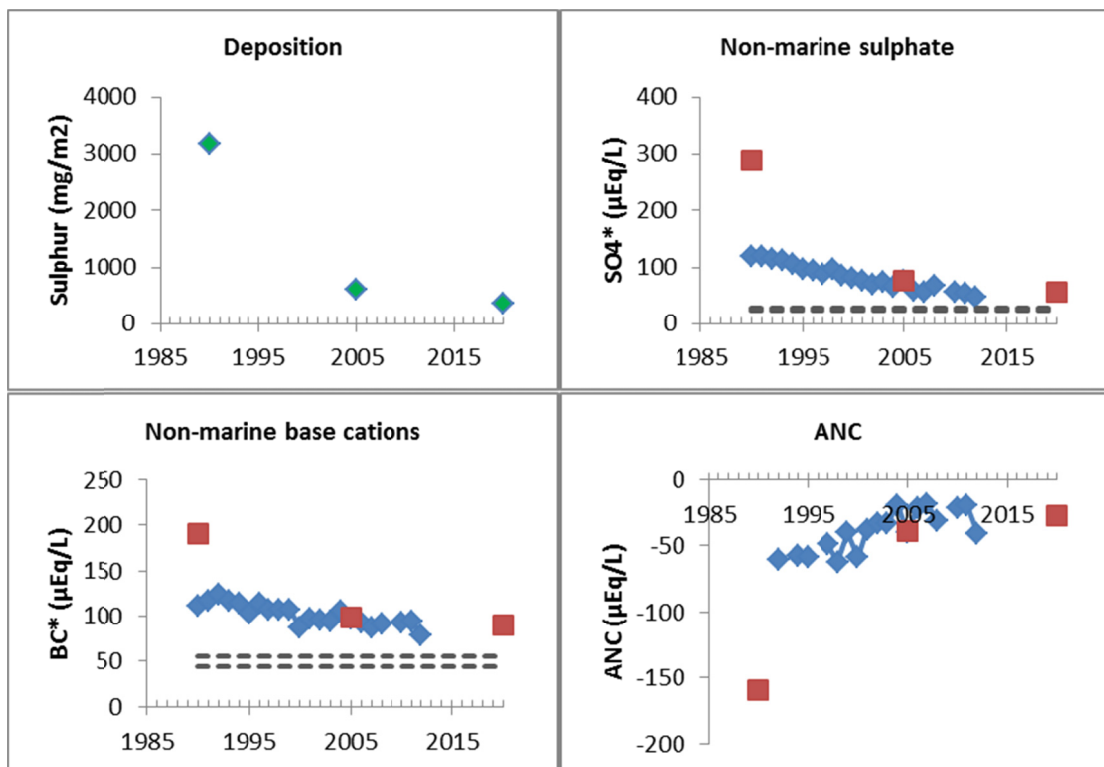 Deposition
Sulphur (mg/m2)
4000
3000
2000
1000
0
1985 1995 2005 2015
Non-marine sulphate
SO4* (µEq/L)
400
300
200
100
0
1985 1995 2005 2015
Non-marine base cations
BC* (µEq/L)
250
200
150
100
50
0
1985 1995 2005 2015
ANC
ANC (µEq/L)
0
-50
-100
-150
-200
1985 1995 2005 2015